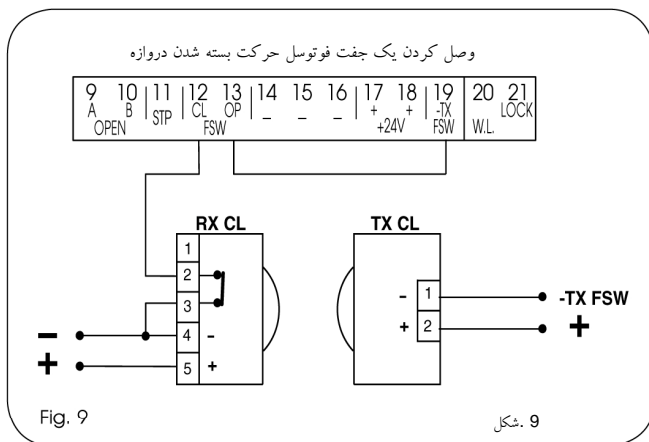 وصل کردن یک جفت فوتوسل حرکت بسته شدن دروازه
9 10 11 12 13 14 15 16 17 18 19 20 21
A B STP CL OP _ _ _ + + -TX W.L. LOCK
OPEN FSW +24V FSW
RX CL TX CL
1
2
3
4 -
5 +
- 1 -TX FSW
+ 2 +
-
+
Fig. 9
شکل. 9